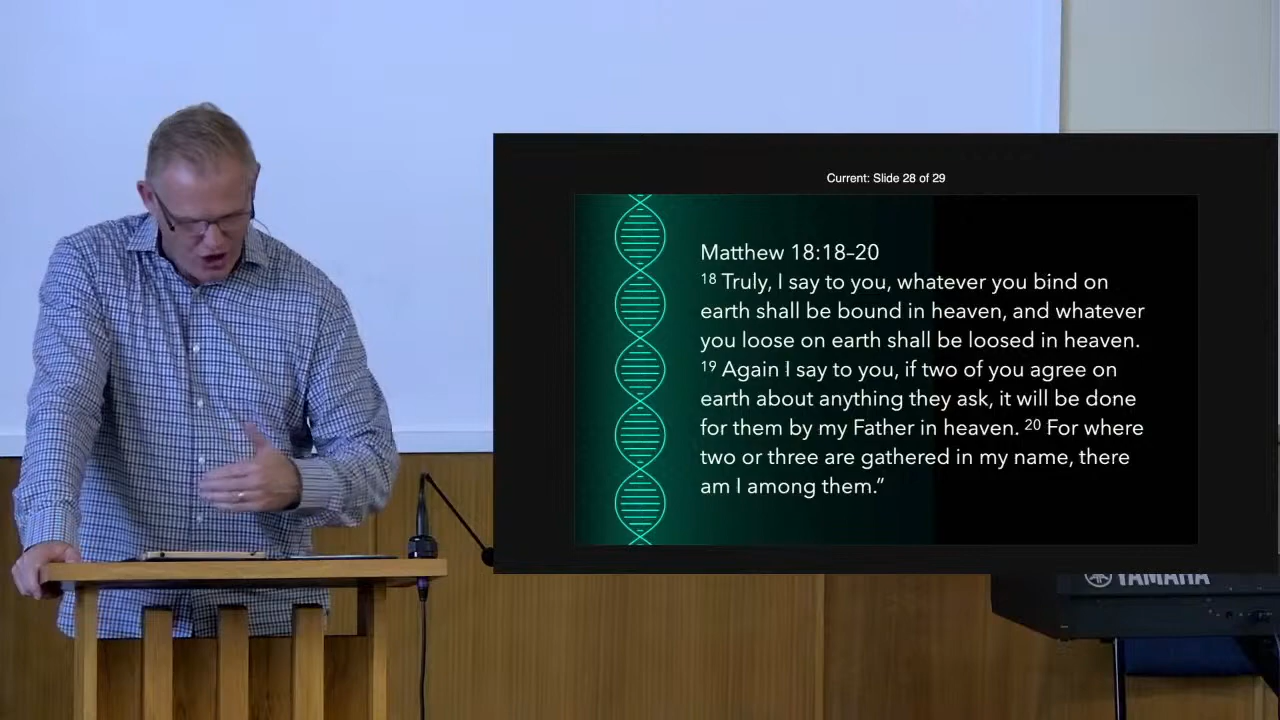 Current: Slide 28 of 29
Matthew 18:18–20
18 Truly, I say to you, whatever you bind on
earth shall be bound in heaven, and whatever
you loose on earth shall be loosed in heaven.
19 Again I say to you, if two of you agree on
earth about anything they ask, it will be done
for them by my Father in heaven. 20 For where
two or three are gathered in my name, there
am I among them.”
YAMAHA